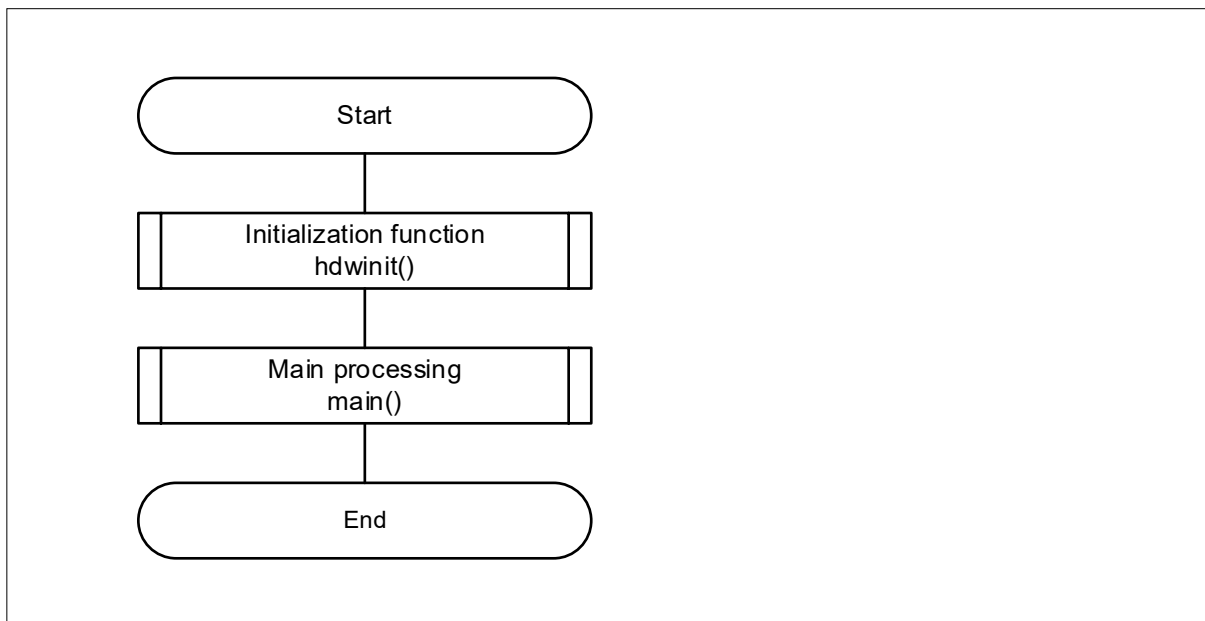 Start
Initialization function
hdwinit()
Main processing
main()
End